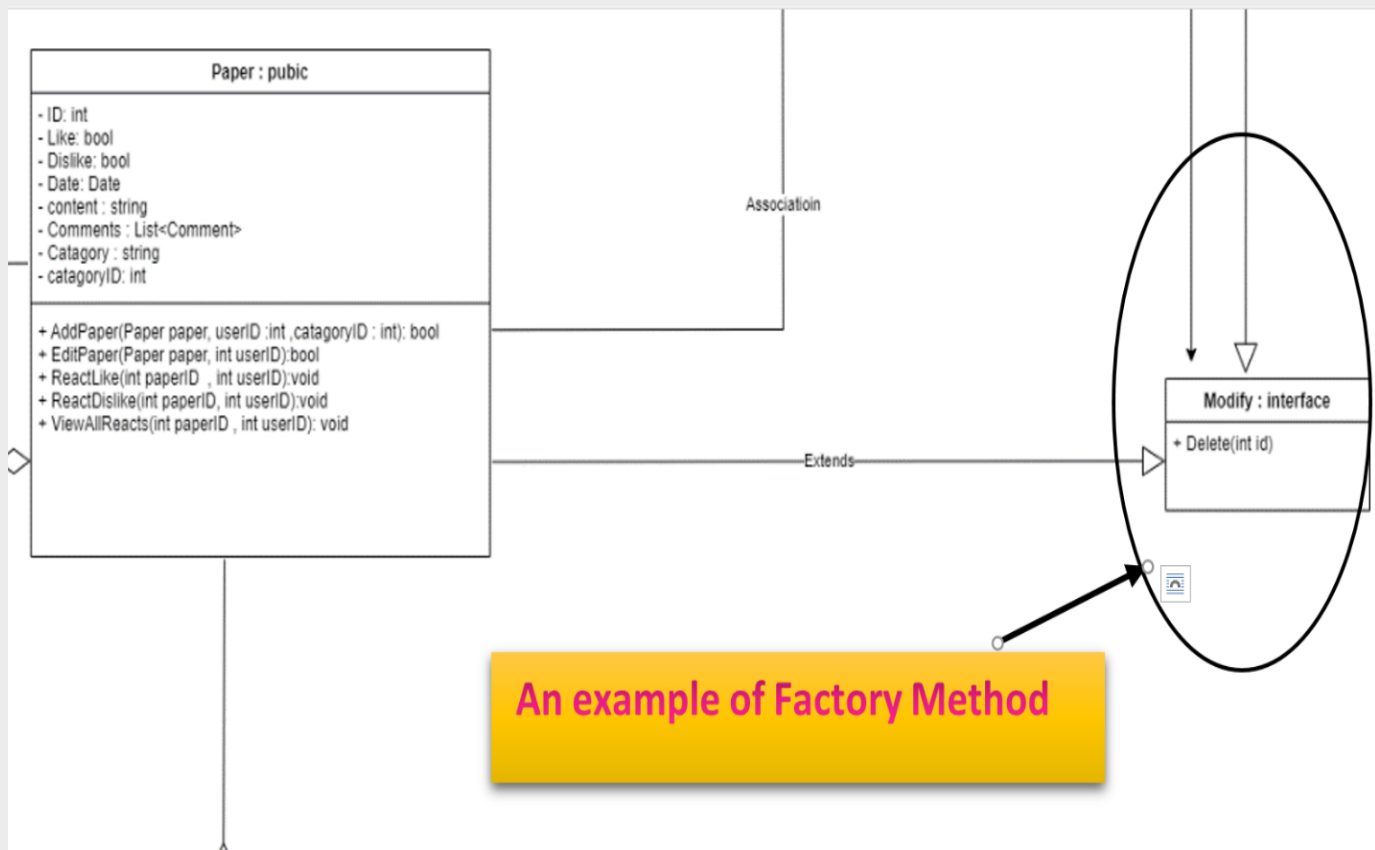 Paper : pubic
- ID: int
- Like: bool
- Dislike: bool
- Date: Date
- content : string
- Comments : List<Comment>
- Catagory : string
- catagoryID: int
+ AddPaper(Paper paper, userID :int ,catagoryID : int): bool
+ EditPaper(Paper paper, int userID):bool
+ ReactLike(int paperID , int userID):void
+ ReactDislike(int paperID, int userID):void
+ ViewAllReacts(int paperID , int userID): void
Associatioin
Extends
Modify : interface
+ Delete(int id)
An example of Factory Method